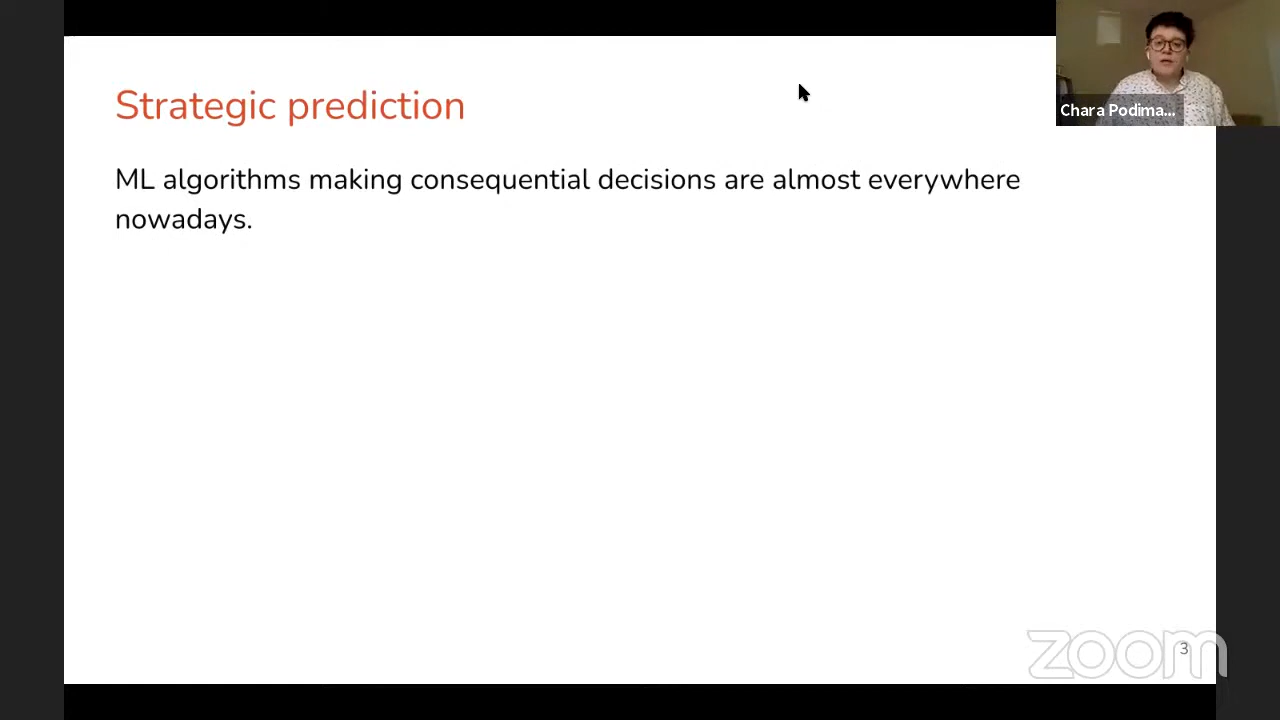 Strategic prediction
Chara Podima...
ML algorithms making consequential decisions are almost everywhere
nowadays.
zoom
3